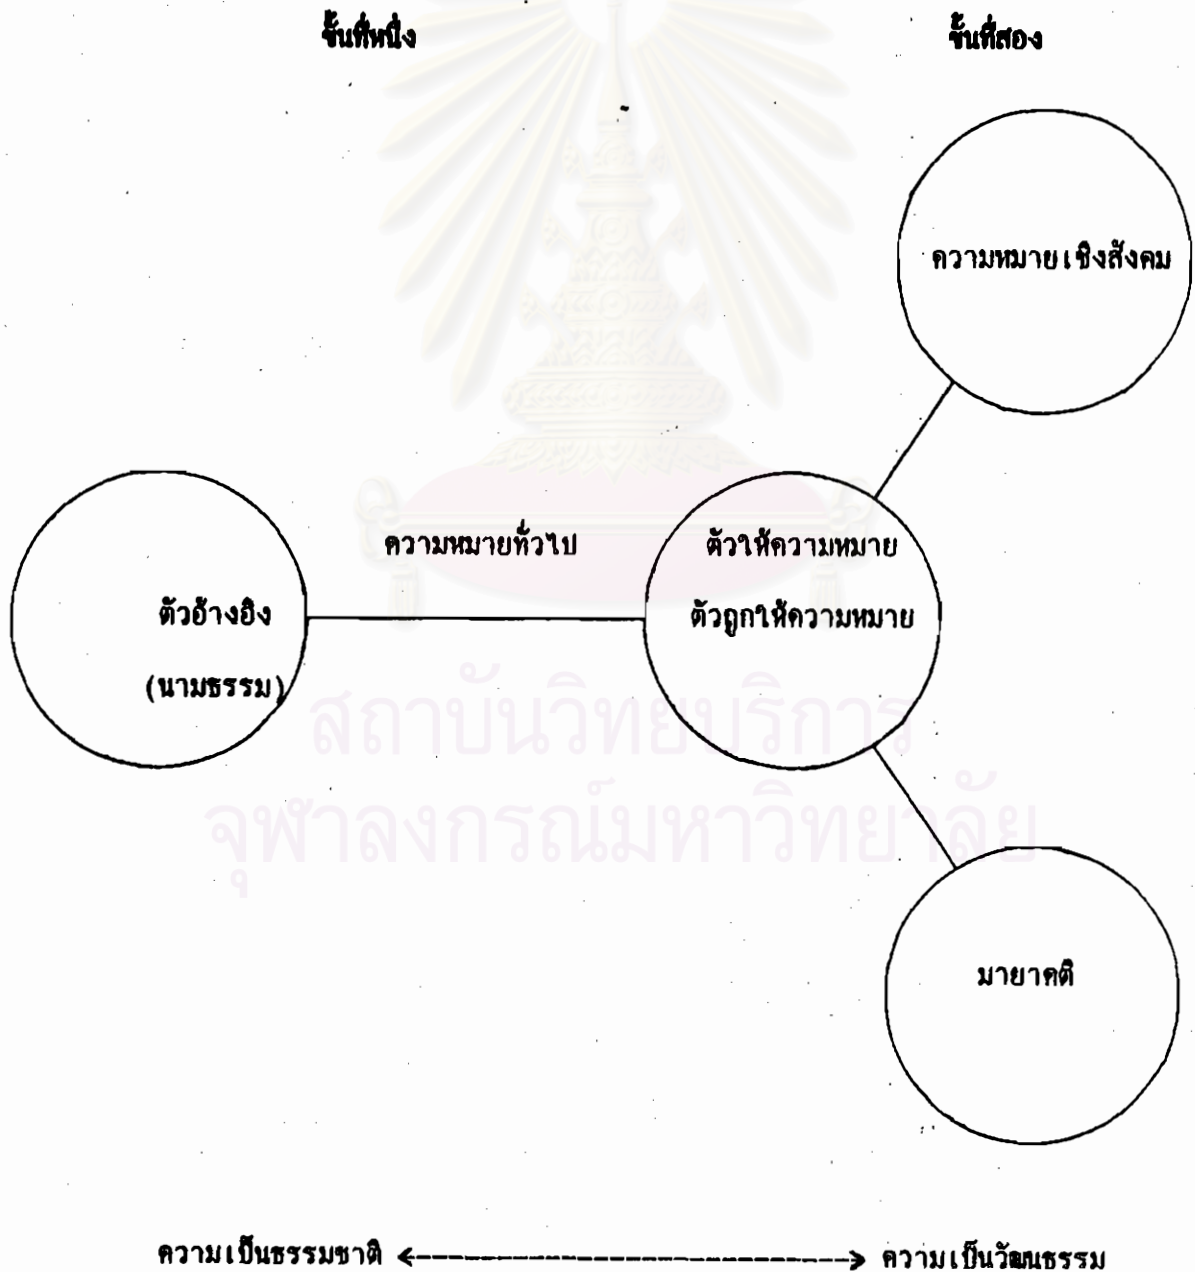 ขั้นที่หนึ่ง
ขั้นที่สอง
ความหมายเชิงสังคม
ความหมายทั่วไป
ตัวให้ความหมาย
ตัวถูกให้ความหมาย
ตัวอ้างอิง
(นามธรรม)
สถาบันวิทยบริการ
จุฬาลงกรณ์มหาวิทยาลัย
มายาคติ
ความเป็นธรรมชาติ <--------------------> ความเป็นวัฒนธรรม